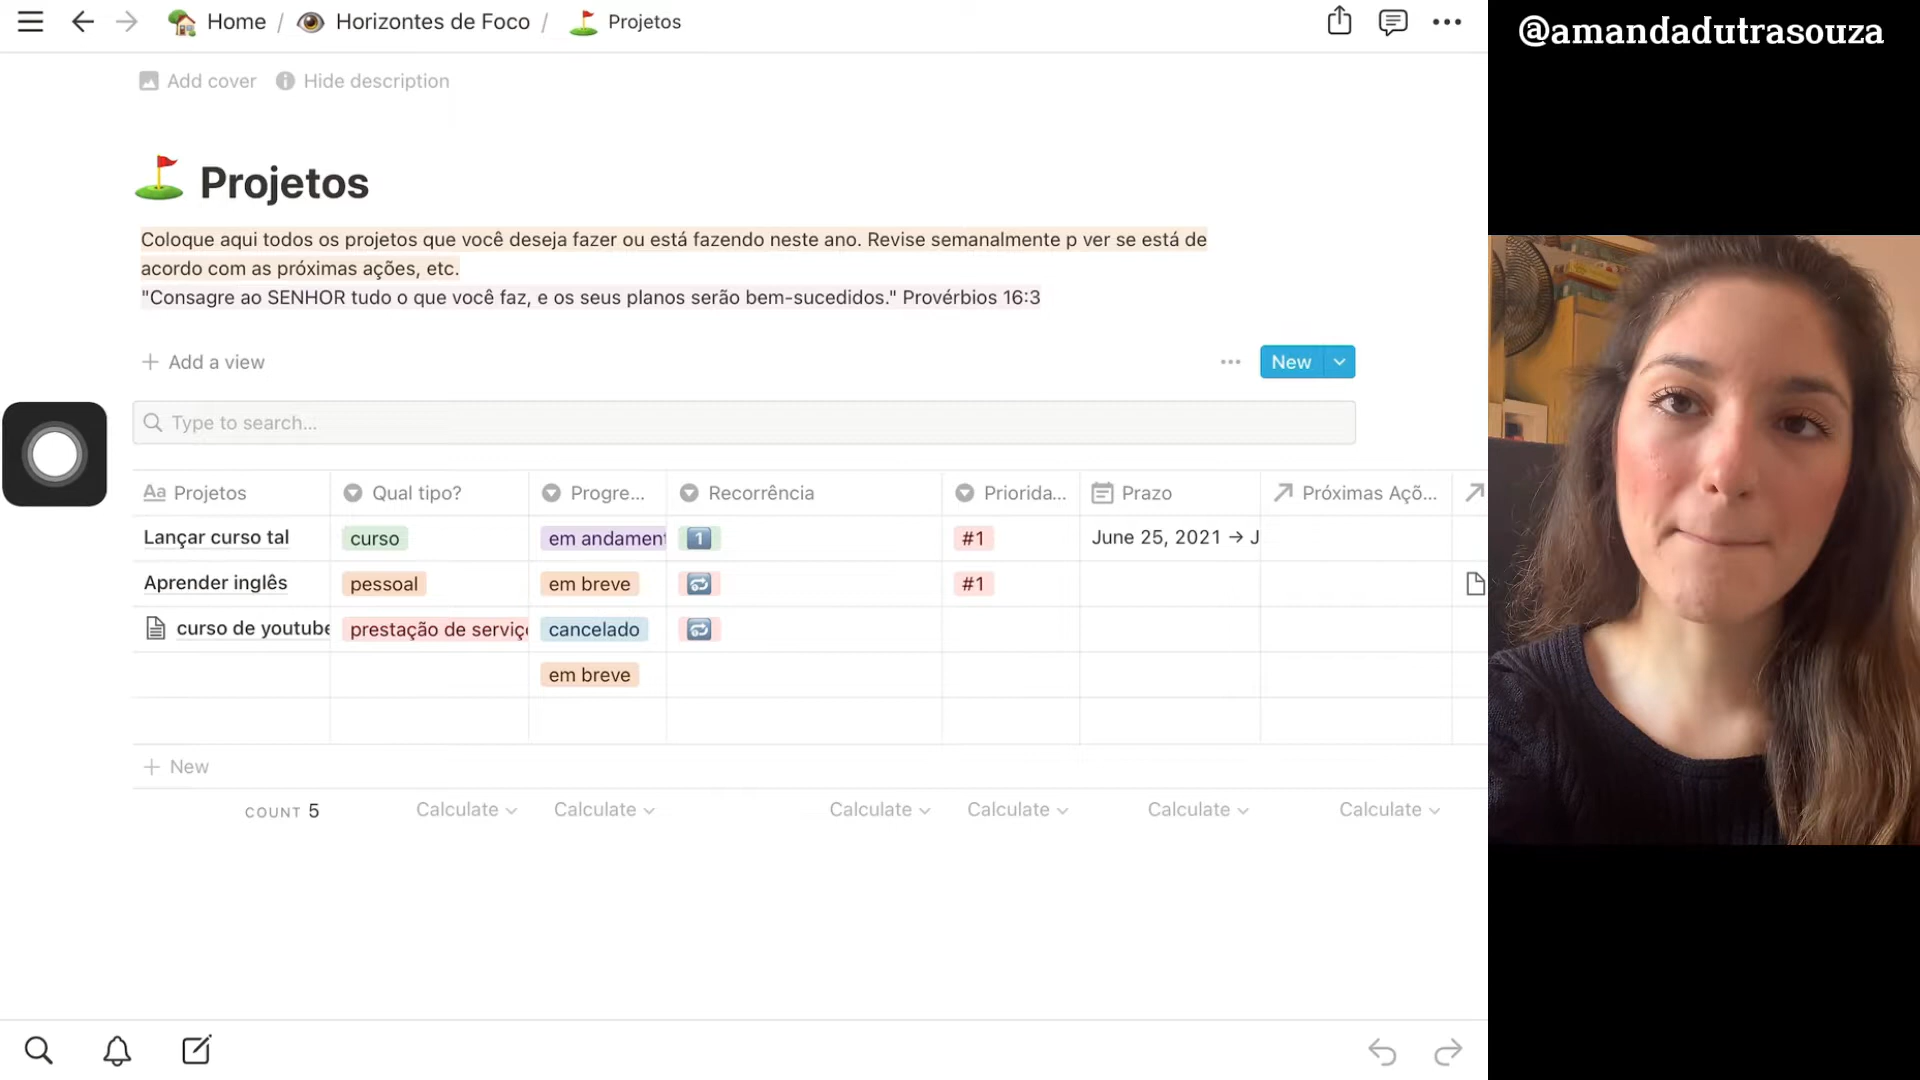 Home / Horizontes de Foco / Projetos
@amandadutrasouza
Add cover Hide description
Projetos
Coloque aqui todos os projetos que você deseja fazer ou está fazendo neste ano. Revise semanalmente p ver se está de
acordo com as próximas ações, etc.
"Consagre ao SENHOR tudo o que você faz, e os seus planos serão bem-sucedidos." Provérbios 16:3
+ Add a view
... New
Type to search...
Aa Projetos Qual tipo? Progre... Recorrência Priorida... Prazo Próximas Açõ...
Lançar curso tal curso em andament 1 #1 June 25, 2021 → J
Aprender inglês pessoal em breve #1
curso de youtube prestação de serviç cancelado
em breve
+ New
COUNT 5 Calculate Calculate Calculate Calculate Calculate Calculate